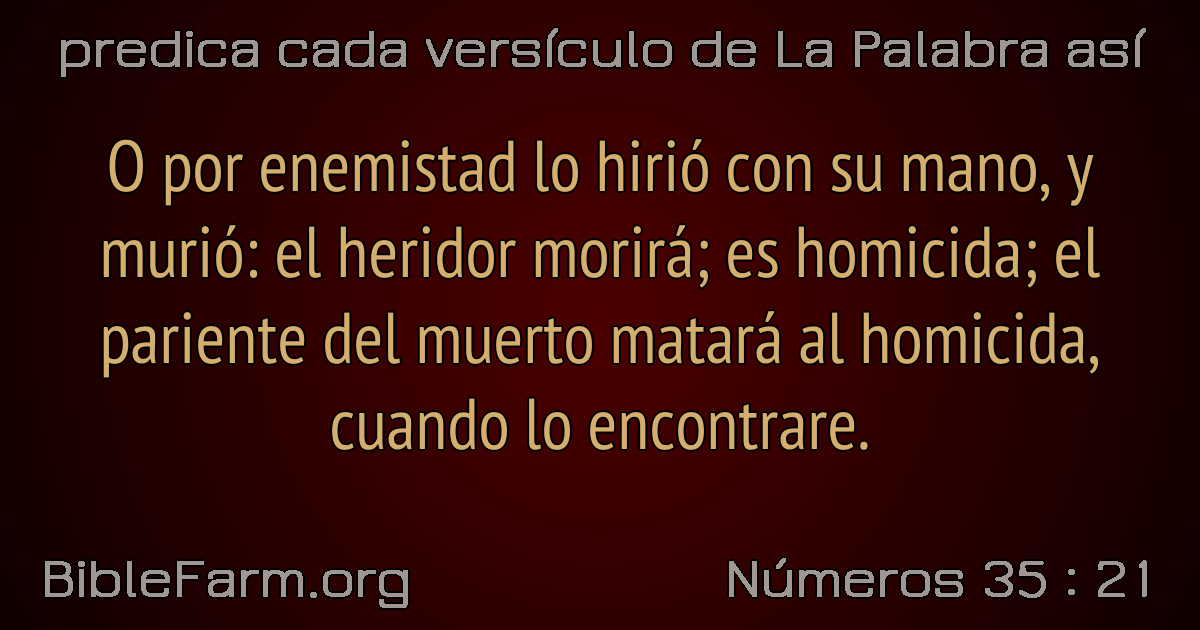 predica cada versículo de La Palabra así
O por enemistad lo hirió con su mano, y
murió: el heridor morirá; es homicida; el
pariente del muerto matará al homicida,
cuando lo encontrare.
BibleFarm.org
Números 35 : 21